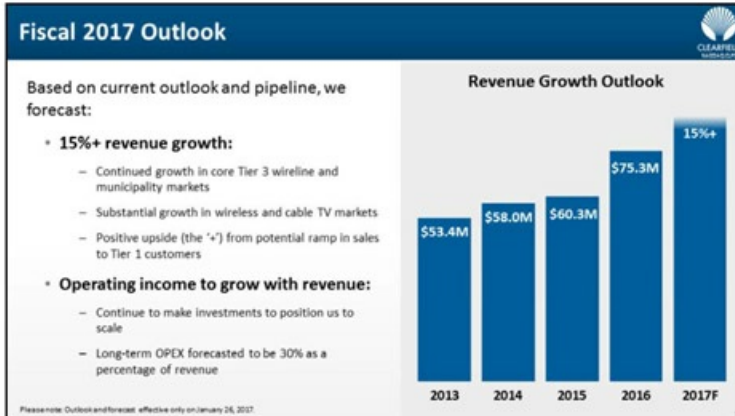 Fiscal 2017 Outlook
CLEARFIELD
Based on current outlook and pipeline, we
forecast:
• 15%+ revenue growth:
– Continued growth in core Tier 3 wireline and
municipality markets
– Substantial growth in wireless and cable TV markets
– Positive upside (the ‘+’) from potential ramp in sales
to Tier 1 customers
• Operating income to grow with revenue:
– Continue to make investments to position us to
scale
– Long-term OPEX forecasted to be 30% as a
percentage of revenue
Please note: Outlook and forecast effective only on January 26, 2017.
Revenue Growth Outlook
$53.4M
$58.0M
$60.3M
$75.3M
15%+
2013 2014 2015 2016 2017F